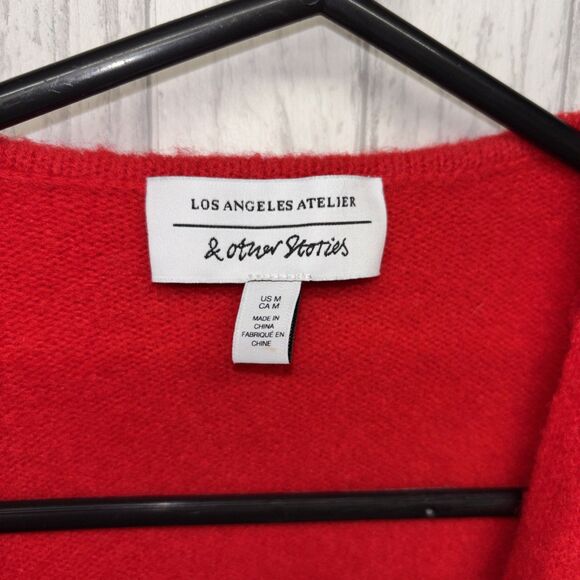 LOS ANGELES ATELIER
& other Stories
US M
CA M
MADE IN
CHINA
FABRIQUÉ EN
CHINE